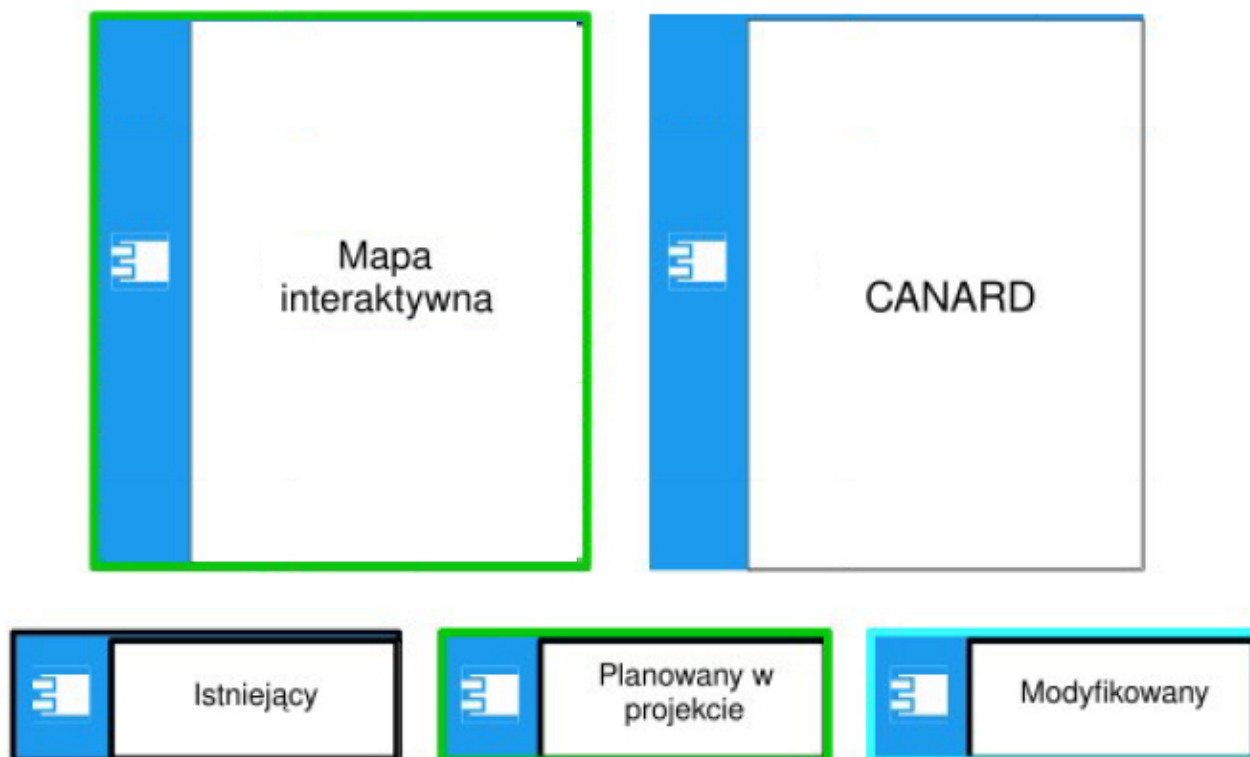 Mapa
interaktywna
CANARD
Istniejący
Planowany w
projekcie
Modyfikowany